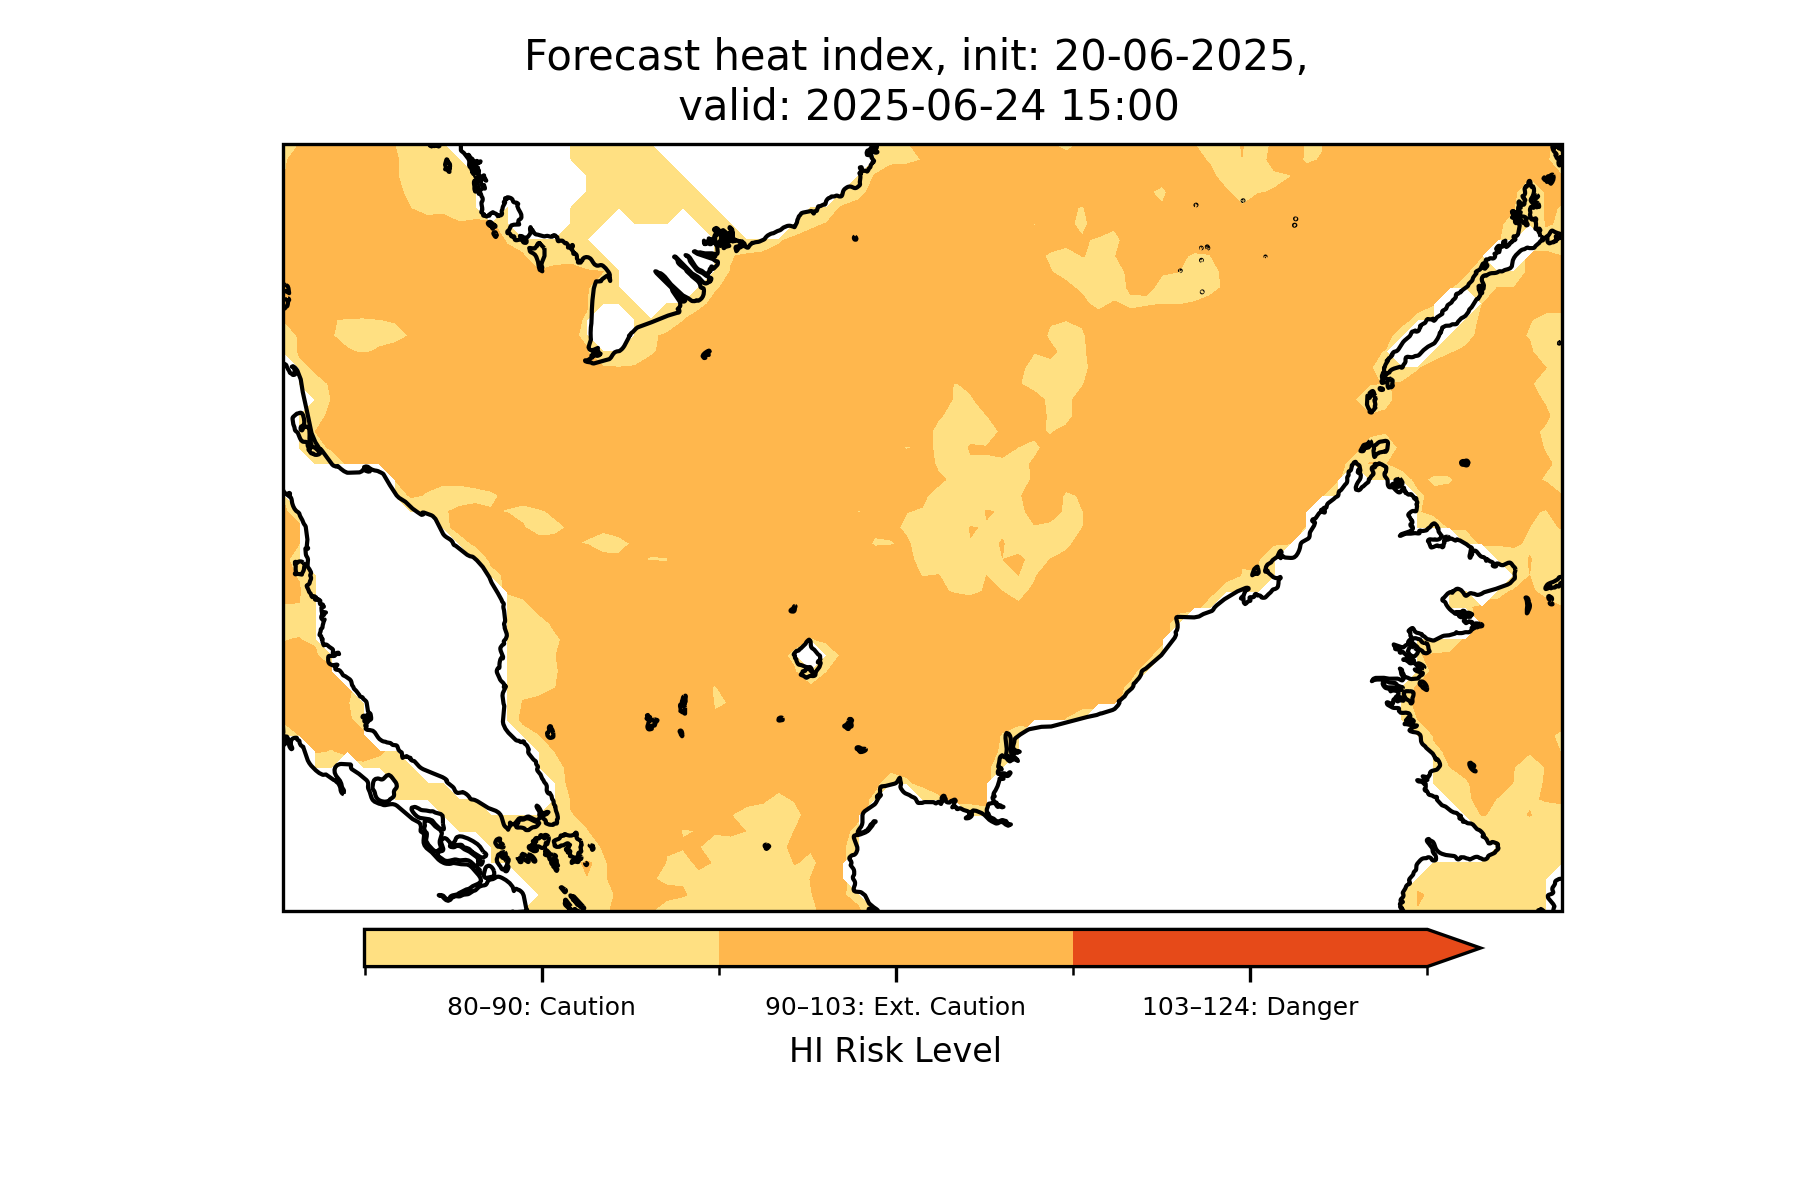 Forecast heat index, init: 20-06-2025,
valid: 2025-06-24 15:00
80–90: Caution
90–103: Ext. Caution
103–124: Danger
HI Risk Level